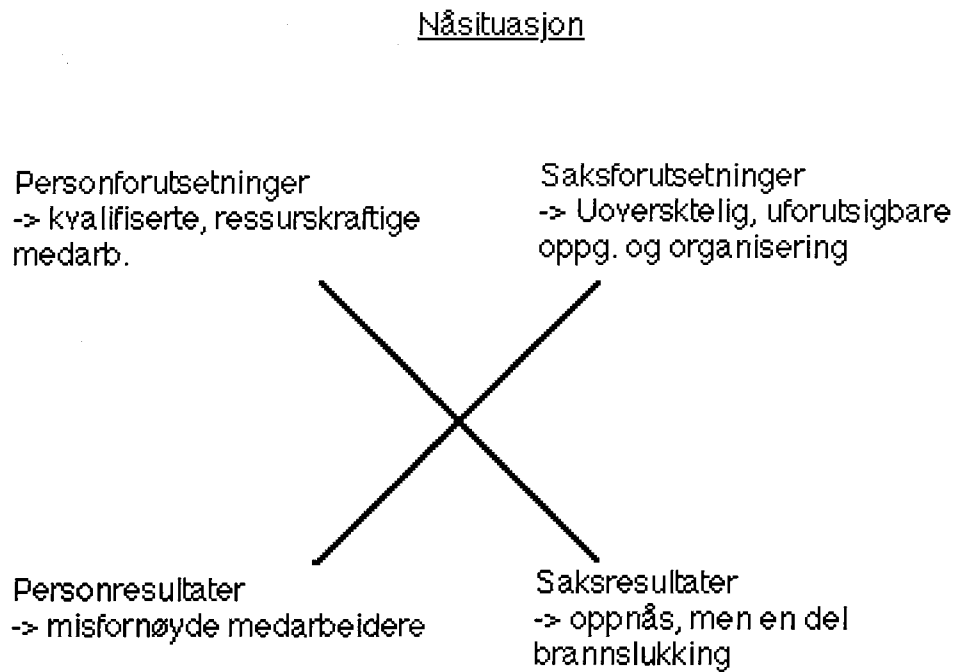 Nåsituasjon
Personforutsetninger
-> kvalifiserte, ressurskraftige
medarb.
Saksforutsetninger
-> Uoversktelig, uforutsigbare
oppg. og organisering
Personresultater
-> misfornøyde medarbeidere
Saksresultater
-> oppnås, men en del
brannslukking